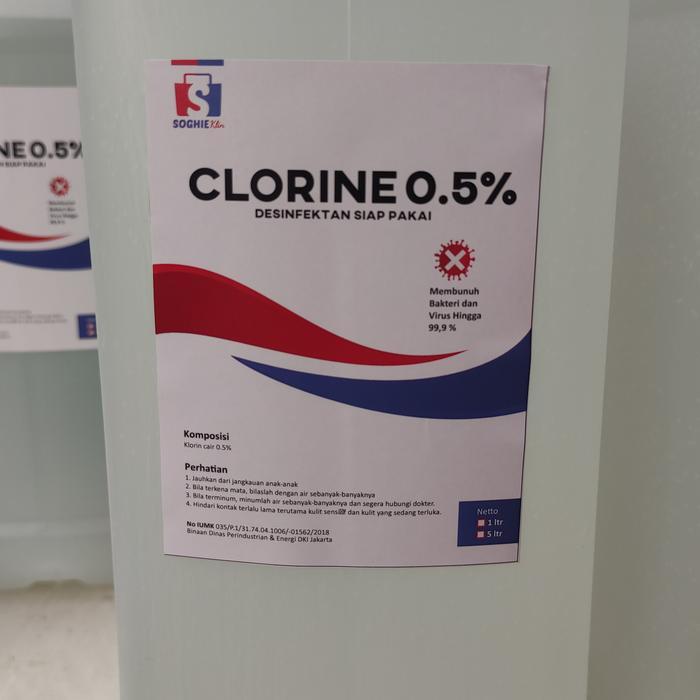 S
SOGHIE Klin
CLORINE 0.5%
DESINFEKTAN SIAP PAKAI
Membunuh
Bakteri dan
Virus Hingga
99,9 %
Komposisi
Klorin cair 0.5%
Perhatian
1. Jauhkan dari jangkauan anak-anak
2. Bila terkena mata, bilaslah dengan air sebanyak-banyaknya
3. Bila terminum, minumlah air sebanyak-banyaknya dan segera hubungi dokter.
4. Hindari kontak terlalu lama terutama kulit dan kulit yang sedang terluka.
No IUMK 035/P.1/31.74.04.1006/-01562/2018
Binaan Dinas Perindustrian & Energi DKI Jakarta
Netto
1 ltr
5 ltr
NE 0.5%
SIAP PAKAI